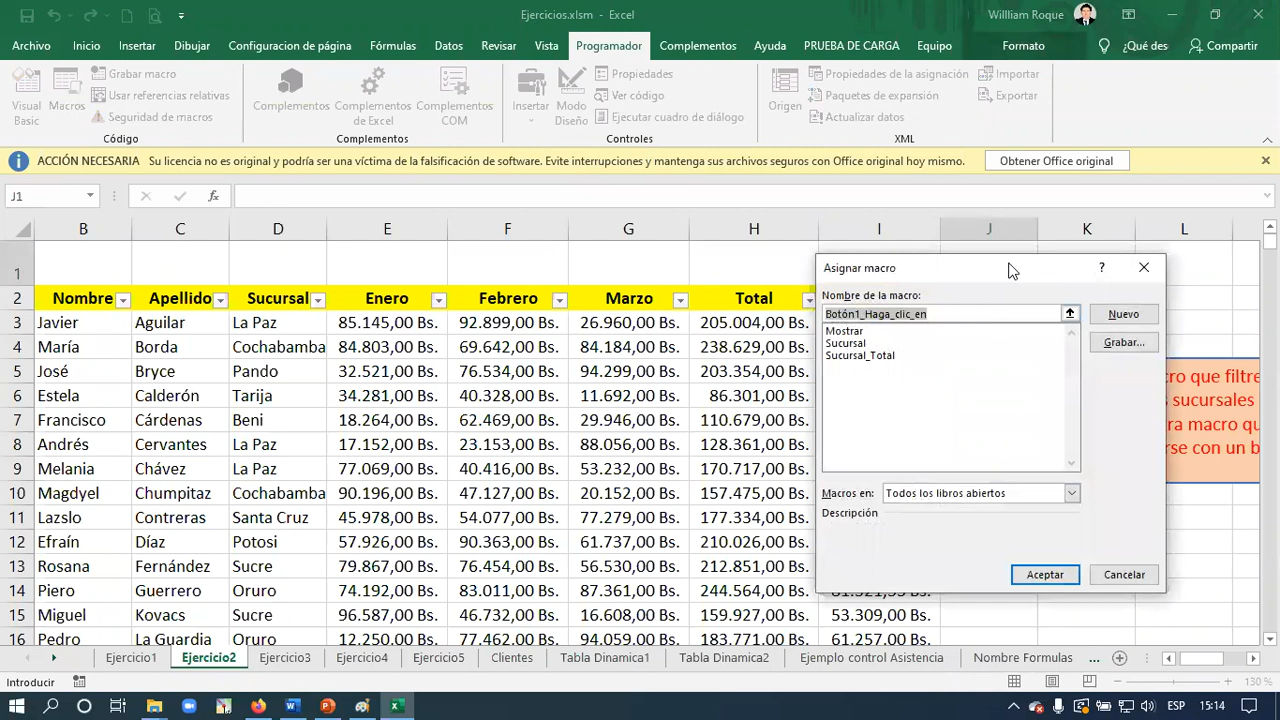 Ejercicios.xlsm - Excel
Willliam Roque
Archivo Inicio Insertar Dibujar Configuracion de página Fórmulas Datos Revisar Vista Programador Complementos Ayuda PRUEBA DE CARGA Equipo Formato ¿Qué des Compartir
Visual Basic
Macros
Grabar macro
Usar referencias relativas
Seguridad de macros
Código
Complementos
Complementos de Excel
Complementos COM
Complementos
Insertar
Modo Diseño
Propiedades
Ver código
Ejecutar cuadro de diálogo
Controles
Origen
Propiedades de la asignación
Paquetes de expansión
Actualizar datos
Importar
Exportar
XML
ACCIÓN NECESARIA Su licencia no es original y podría ser una víctima de la falsificación de software. Evite interrupciones y mantenga sus archivos seguros con Office original hoy mismo. Obtener Office original
J1 fx
B C D E F G H I J K L
1
2 Nombre Apellido Sucursal Enero Febrero Marzo Total
3 Javier Aguilar La Paz 85.145,00 Bs. 92.899,00 Bs. 26.960,00 Bs. 205.004,00 Bs.
4 María Borda Cochabamba 84.803,00 Bs. 69.642,00 Bs. 84.184,00 Bs. 238.629,00 Bs.
5 José Bryce Pando 32.521,00 Bs. 76.534,00 Bs. 94.299,00 Bs. 203.354,00 Bs.
6 Estela Calderón Tarija 34.281,00 Bs. 40.328,00 Bs. 11.692,00 Bs. 86.301,00 Bs.
7 Francisco Cárdenas Beni 18.264,00 Bs. 62.469,00 Bs. 29.946,00 Bs. 110.679,00 Bs.
8 Andrés Cervantes La Paz 17.152,00 Bs. 23.153,00 Bs. 88.056,00 Bs. 128.361,00 Bs.
9 Melania Chávez La Paz 77.069,00 Bs. 40.416,00 Bs. 53.232,00 Bs. 170.717,00 Bs.
10 Magdyel Chumpitaz Cochabamba 90.196,00 Bs. 47.127,00 Bs. 20.152,00 Bs. 157.475,00 Bs.
11 Lazslo Contreras Santa Cruz 45.978,00 Bs. 54.077,00 Bs. 77.279,00 Bs. 177.334,00 Bs.
12 Efraín Díaz Potosi 57.926,00 Bs. 90.363,00 Bs. 61.737,00 Bs. 210.026,00 Bs.
13 Rosana Fernández Sucre 79.867,00 Bs. 76.454,00 Bs. 56.530,00 Bs. 212.851,00 Bs.
14 Piero Guerrero Oruro 74.192,00 Bs. 83.011,00 Bs. 87.361,00 Bs. 244.564,00 Bs.
15 Miguel Kovacs Sucre 96.587,00 Bs. 46.732,00 Bs. 16.608,00 Bs. 159.927,00 Bs. 53.309,00 Bs.
16 Pedro La Guardia Oruro 12.250,00 Bs. 77.462,00 Bs. 94.059,00 Bs. 183.771,00 Bs. 61.257,00 Bs.
cro que filtre
s sucursales
ra macro qu
rse con un b
Asignar macro ?
Nombre de la macro:
Botón1_Haga_clic_en
Nuevo
Mostrar
Sucursal
Sucursal_Total
Grabar...
Macros en: Todos los libros abiertos
Descripción
Aceptar Cancelar
Ejercicio1 Ejercicio2 Ejercicio3 Ejercicio4 Ejercicio5 Clientes Tabla Dinamica1 Tabla Dinamica2 Ejemplo control Asistencia Nombre Formulas ...
Introducir 130 %
ESP 15:14